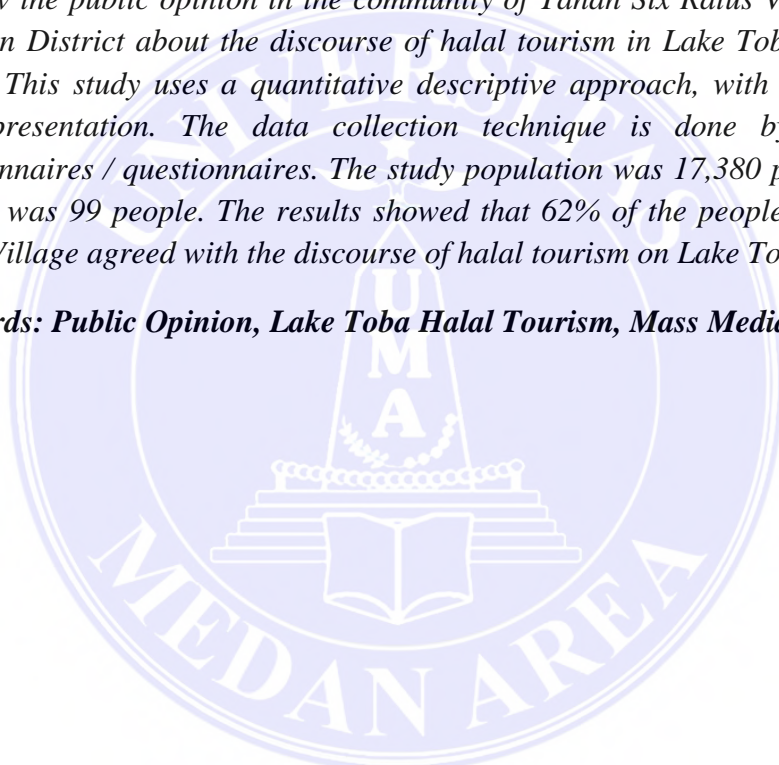 the public opinion in the community of Tanah Six Ratus
n District about the discourse of halal tourism in Lake Tob
This study uses a quantitative descriptive approach, with
presentation. The data collection technique is done by
nnaires / questionnaires. The study population was 17,380 p
was 99 people. The results showed that 62% of the people
Village agreed with the discourse of halal tourism on Lake To
rds: Public Opinion, Lake Toba Halal Tourism, Mass Media
UNIVERSITAS
UMA
MEDAN AREA